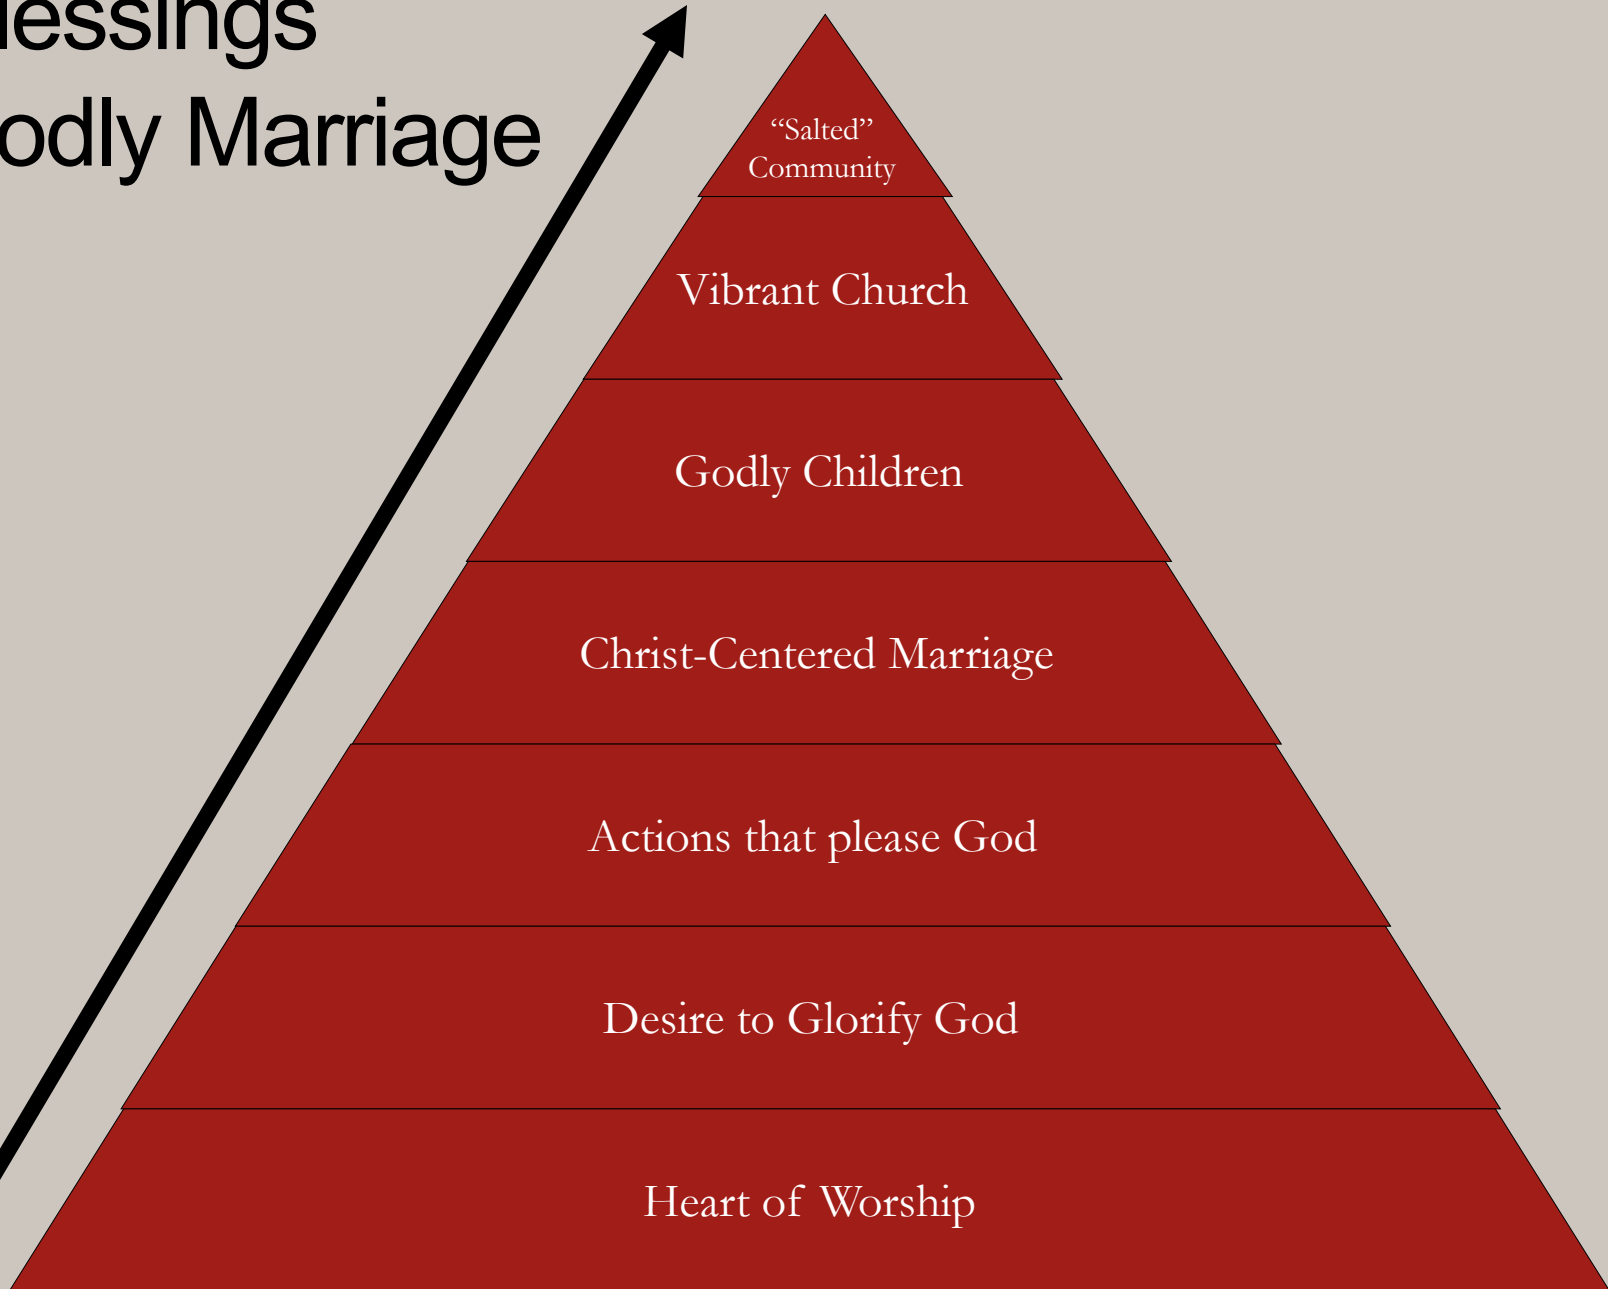 lessings
odly Marriage
“Salted”
Community
Vibrant Church
Godly Children
Christ-Centered Marriage
Actions that please God
Desire to Glorify God
Heart of Worship